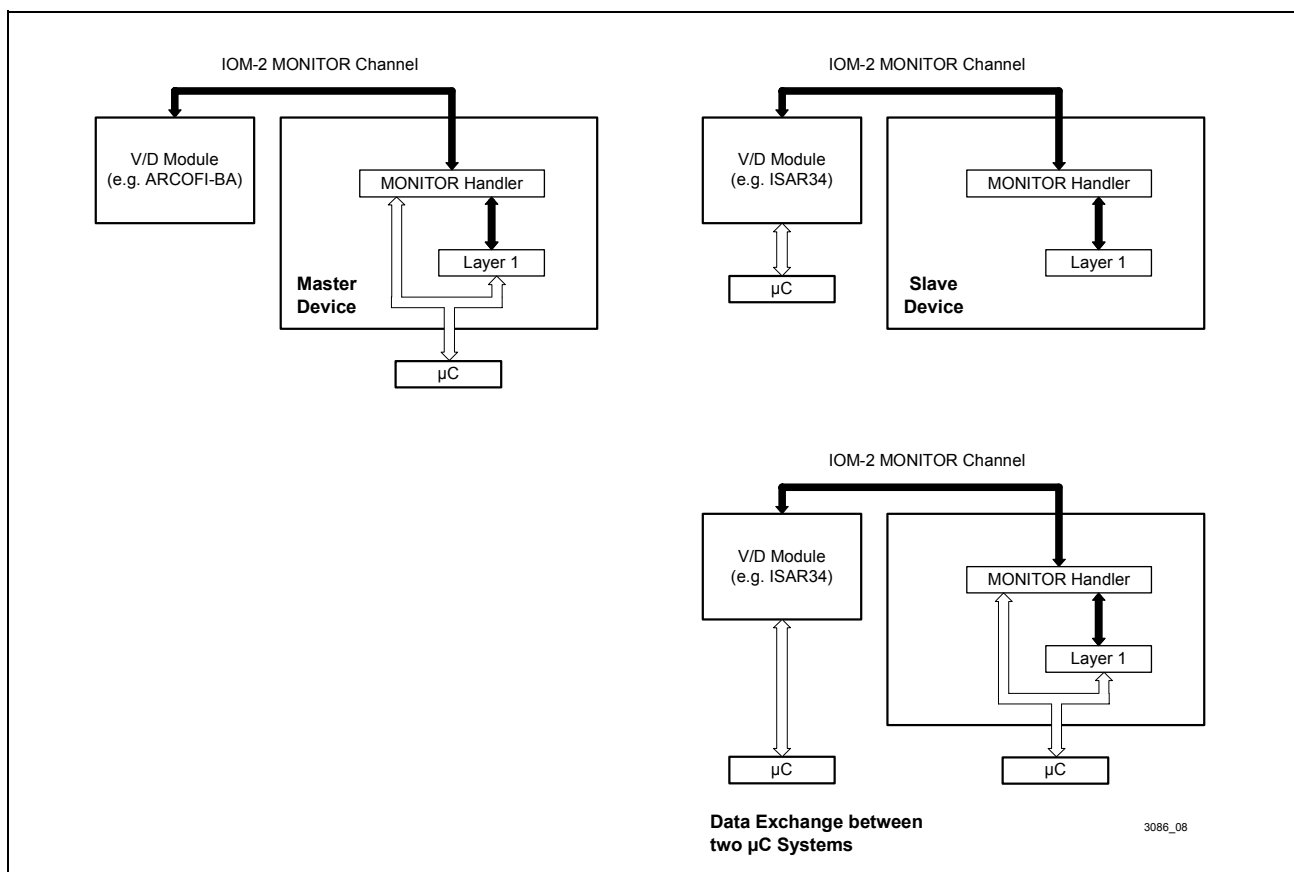 IOM-2 MONITOR Channel
V/D Module
(e.g. ARCOFI-BA)
MONITOR Handler
Layer 1
Master
Device
µC
IOM-2 MONITOR Channel
V/D Module
(e.g. ISAR34)
MONITOR Handler
Layer 1
µC
Slave
Device
IOM-2 MONITOR Channel
V/D Module
(e.g. ISAR34)
MONITOR Handler
Layer 1
µC
µC
Data Exchange between
two µC Systems
3086_08